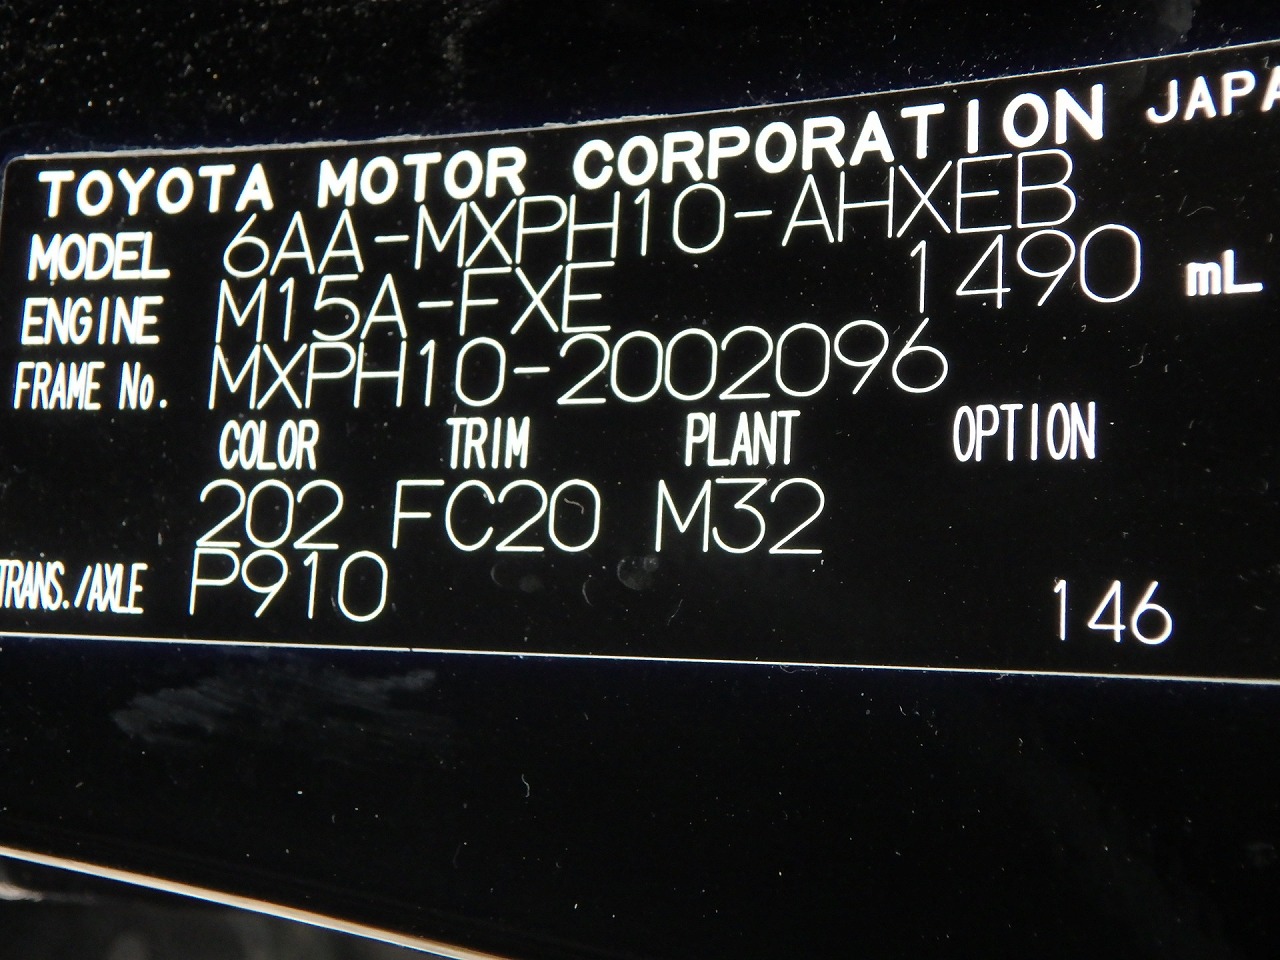 TOYOTA MOTOR CORPORATION JAPA
MODEL 6AA-MXPH10-AHXEB
ENGINE M15A-FXE 1490 mL
FRAME No. MXPH10-2002096
COLOR TRIM PLANT OPTION
202 FC20 M32
TRANS./AXLE P910 146